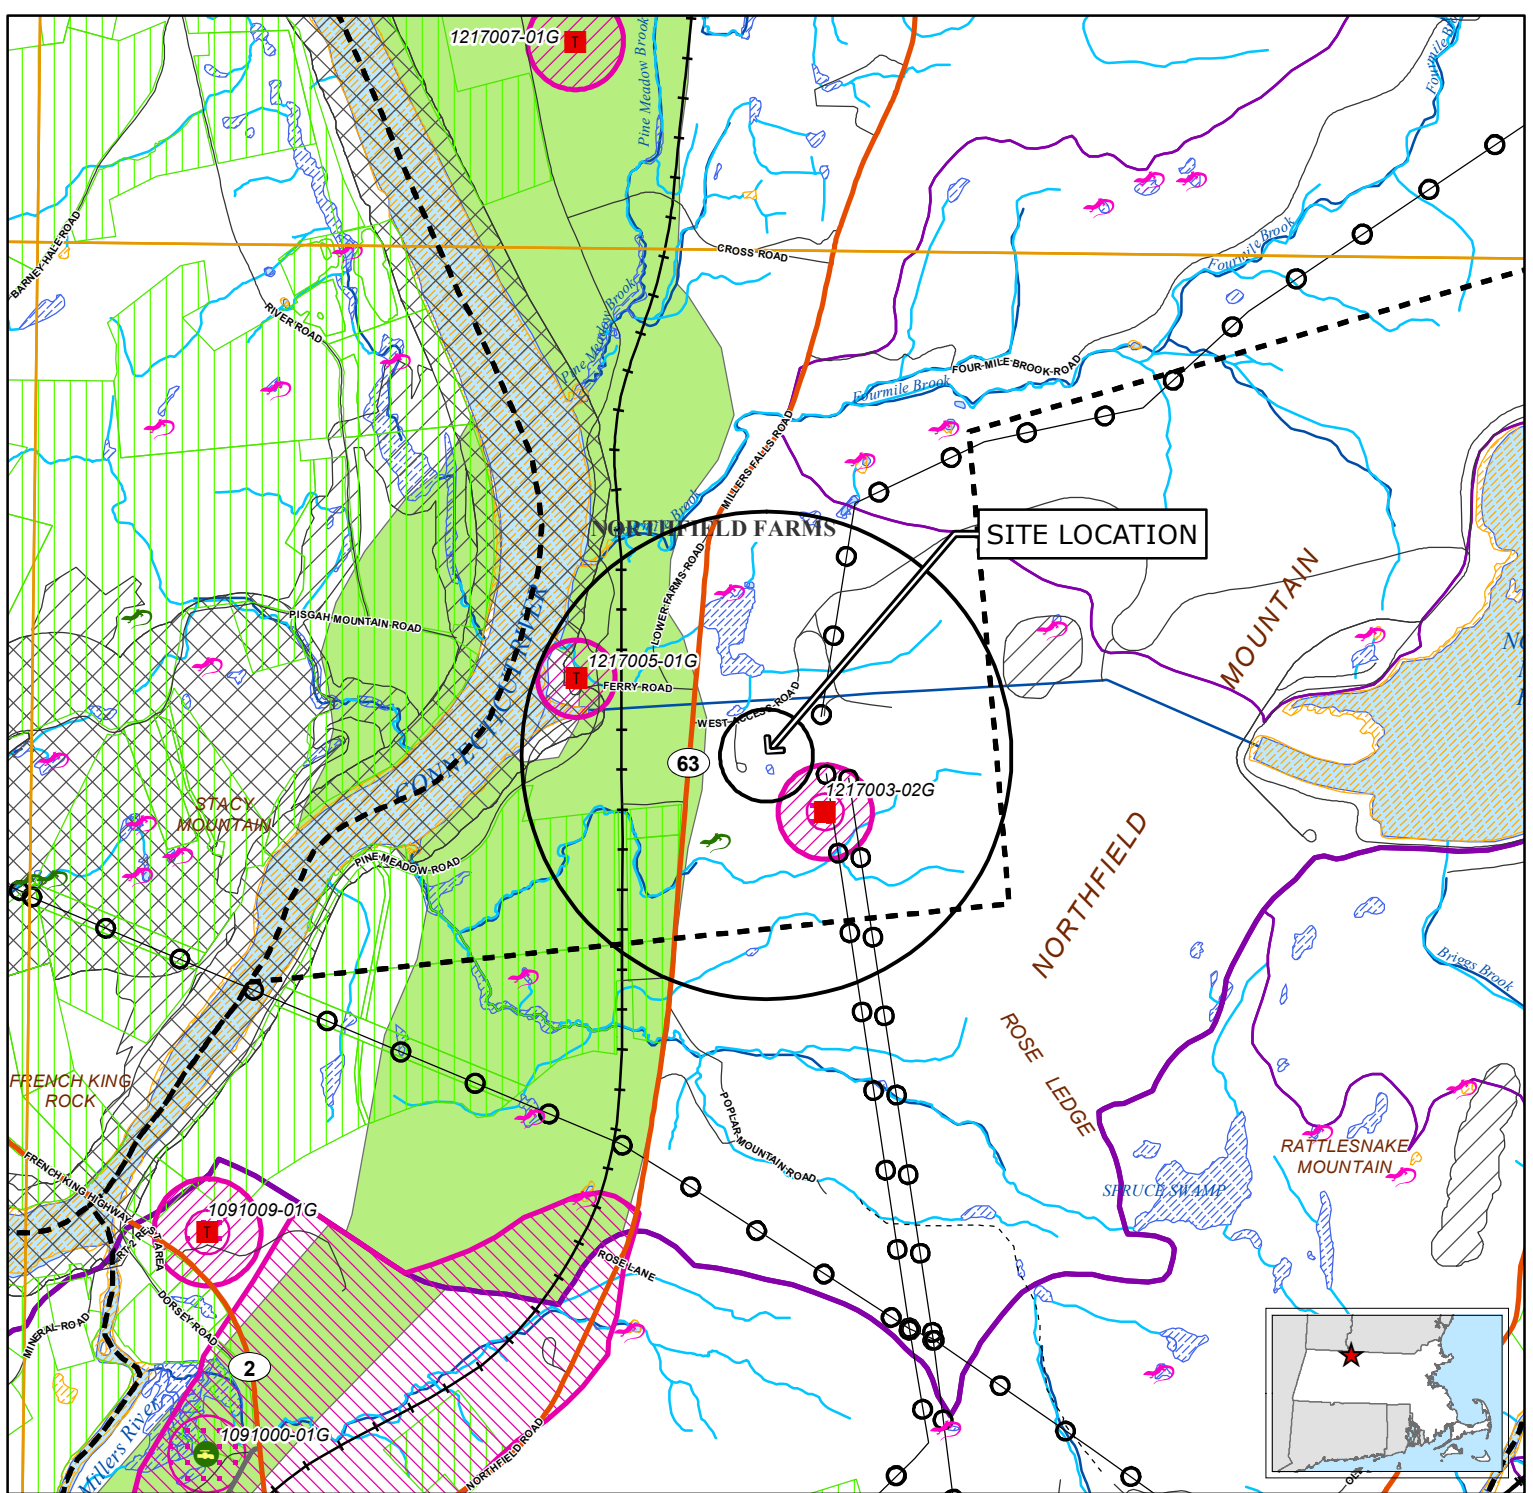 1217007-01G
Pine Meadow Brook
Fourmile
BARNEY-HALE ROAD
CROSS ROAD
Fourmile Brook
RIVER ROAD
Pine Meadow Brook
FOUR-MILE-BROOK-ROAD
Fourmile Brook
MILLERS-FALLS-ROAD
Brook
NORTHFIELD FARMS
SITE LOCATION
MOUNTAIN
LOWER-FARMS-ROAD
PISGAH MOUNTAIN ROAD
CONNECTICUT RIVER
1217005-01G
FERRY ROAD
WEST-ACCESS-ROAD
63
1217003-02G
STACY
MOUNTAIN
PINE-MEADOW-ROAD
NORTHFIELD
Briggs Brook
ROSE LEDGE
FRENCH KING
ROCK
POPLAR-MOUNTAIN-ROAD
RATTLESNAKE
MOUNTAIN
SPRUCE SWAMP
FRENCH-KING-HIGHWAY
1091009-01G
ROSE LANE
DORSEY-ROAD
MINERAL-ROAD
2
Millers River
1091000-01G
NORTHFIELD ROAD